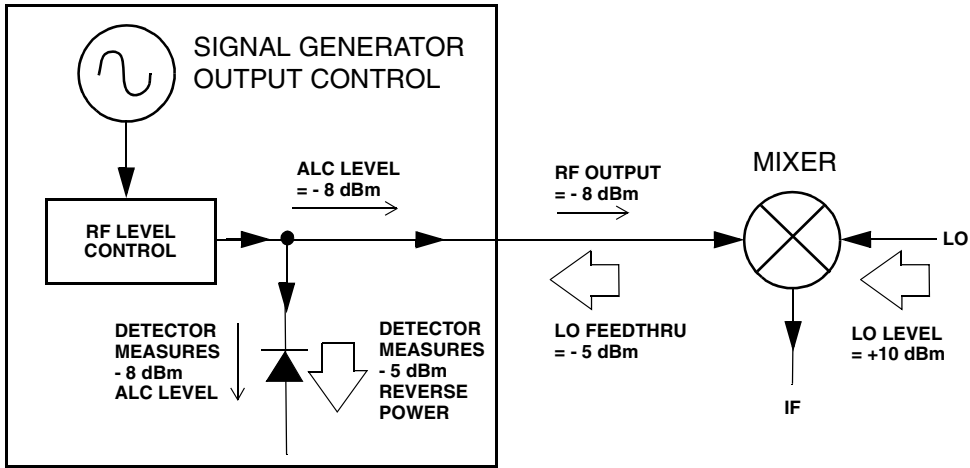 SIGNAL GENERATOR
OUTPUT CONTROL
ALC LEVEL
= - 8 dBm
RF OUTPUT
= - 8 dBm
MIXER
RF LEVEL
CONTROL
LO
DETECTOR
MEASURES
- 8 dBm
ALC LEVEL
DETECTOR
MEASURES
- 5 dBm
REVERSE
POWER
LO FEEDTHRU
= - 5 dBm
LO LEVEL
= +10 dBm
IF